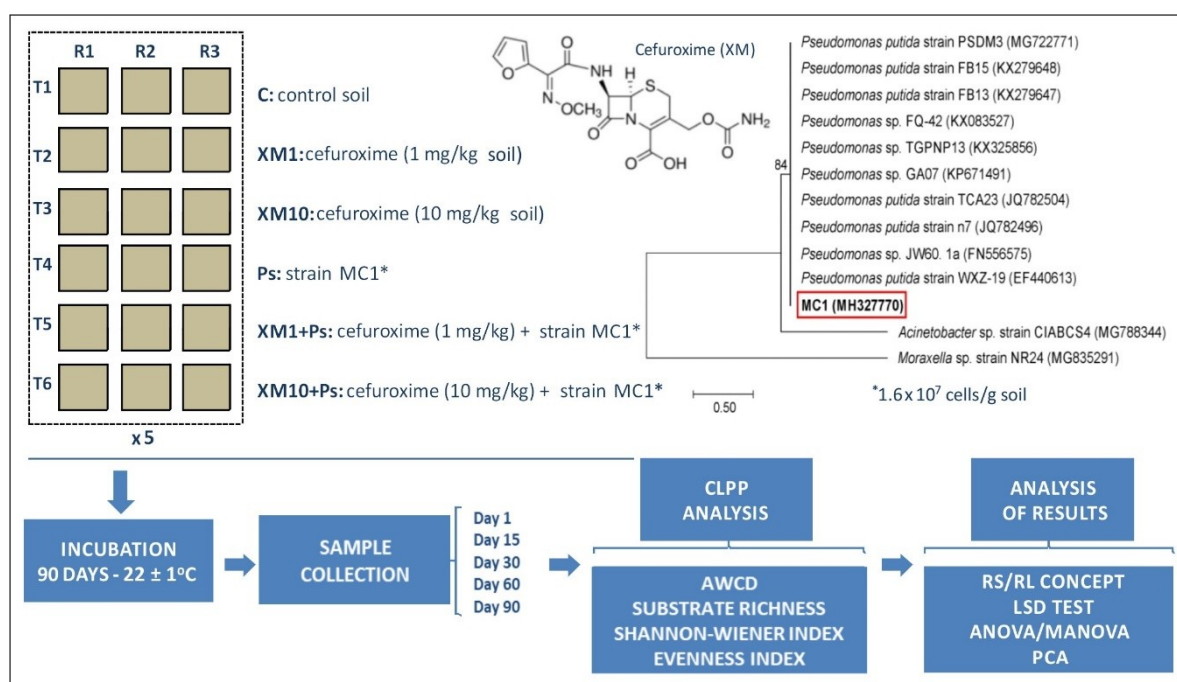 R1 R2 R3
T1
T2
T3
T4
T5
T6
x 5
C: control soil
XM1: cefuroxime (1 mg/kg soil)
XM10: cefuroxime (10 mg/kg soil)
Ps: strain MC1*
XM1+Ps: cefuroxime (1 mg/kg) + strain MC1*
XM10+Ps: cefuroxime (10 mg/kg) + strain MC1*
Cefuroxime (XM)
O
O
NH
H
S
N
OCH₃
O
N
O
NH₂
O
O
OH
84
Pseudomonas putida strain PSDM3 (MG722771)
Pseudomonas putida strain FB15 (KX279648)
Pseudomonas putida strain FB13 (KX279647)
Pseudomonas sp. FQ-42 (KX083527)
Pseudomonas sp. TGPNP13 (KX325856)
Pseudomonas sp. GA07 (KP671491)
Pseudomonas putida strain TCA23 (JQ782504)
Pseudomonas putida strain n7 (JQ782496)
Pseudomonas sp. JW60. 1a (FN556575)
Pseudomonas putida strain WXZ-19 (EF440613)
MC1 (MH327770)
Acinetobacter sp. strain CIABCS4 (MG788344)
Moraxella sp. strain NR24 (MG835291)
0.50
*1.6 x 10⁷ cells/g soil
INCUBATION
90 DAYS - 22 ± 1ºC
SAMPLE
COLLECTION
Day 1
Day 15
Day 30
Day 60
Day 90
CLPP
ANALYSIS
AWCD
SUBSTRATE RICHNESS
SHANNON-WIENER INDEX
EVENNESS INDEX
ANALYSIS
OF RESULTS
RS/RL CONCEPT
LSD TEST
ANOVA/MANOVA
PCA